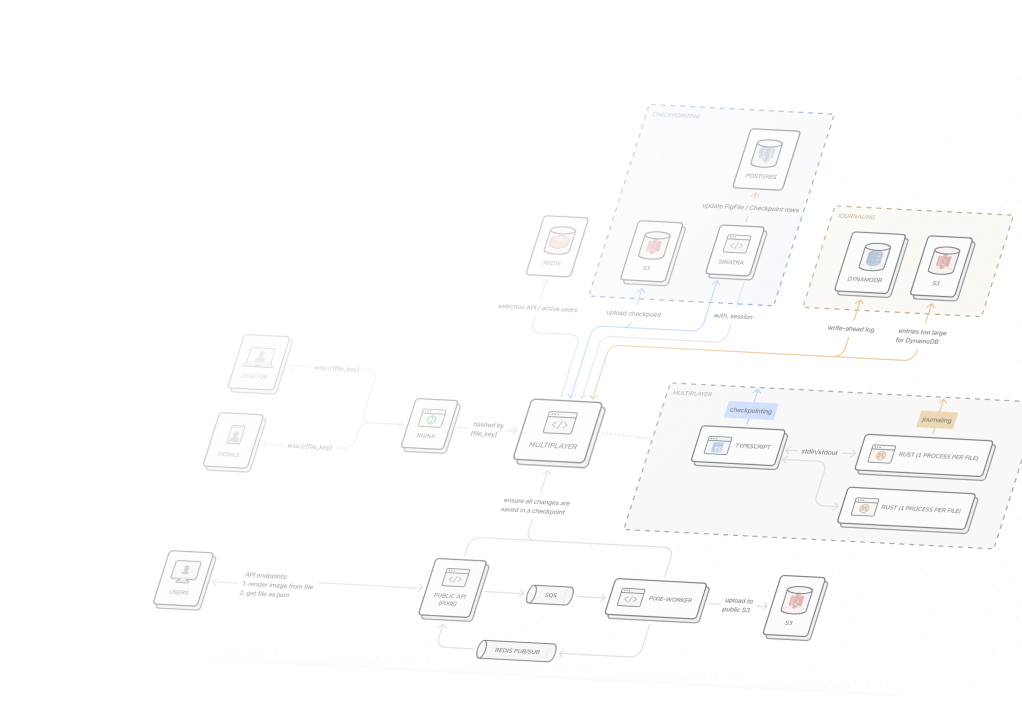 CHECKPOINTING
POSTGRES
update FigFile / Checkpoint rows
REDIS
S3
SINATRA
JOURNALING
DYNAMODB
S3
selection API / active users
upload checkpoint
auth, session
write-ahead log
entries too large
for DynamoDB
DESKTOP
wss://{file_key}
MOBILE
wss://{file_key}
NGINX
hashed by
{file_key}
MULTIPLAYER
MULTIPLAYER
checkpointing
journaling
TYPESCRIPT
stdin/stdout
RUST (1 PROCESS PER FILE)
RUST (1 PROCESS PER FILE)
ensure all changes are
saved in a checkpoint
USERS
API endpoints:
1. render image from file
2. get file as json
PUBLIC API
(PIXIE)
SQS
PIXIE-WORKER
upload to
public S3
S3
REDIS PUB/SUB